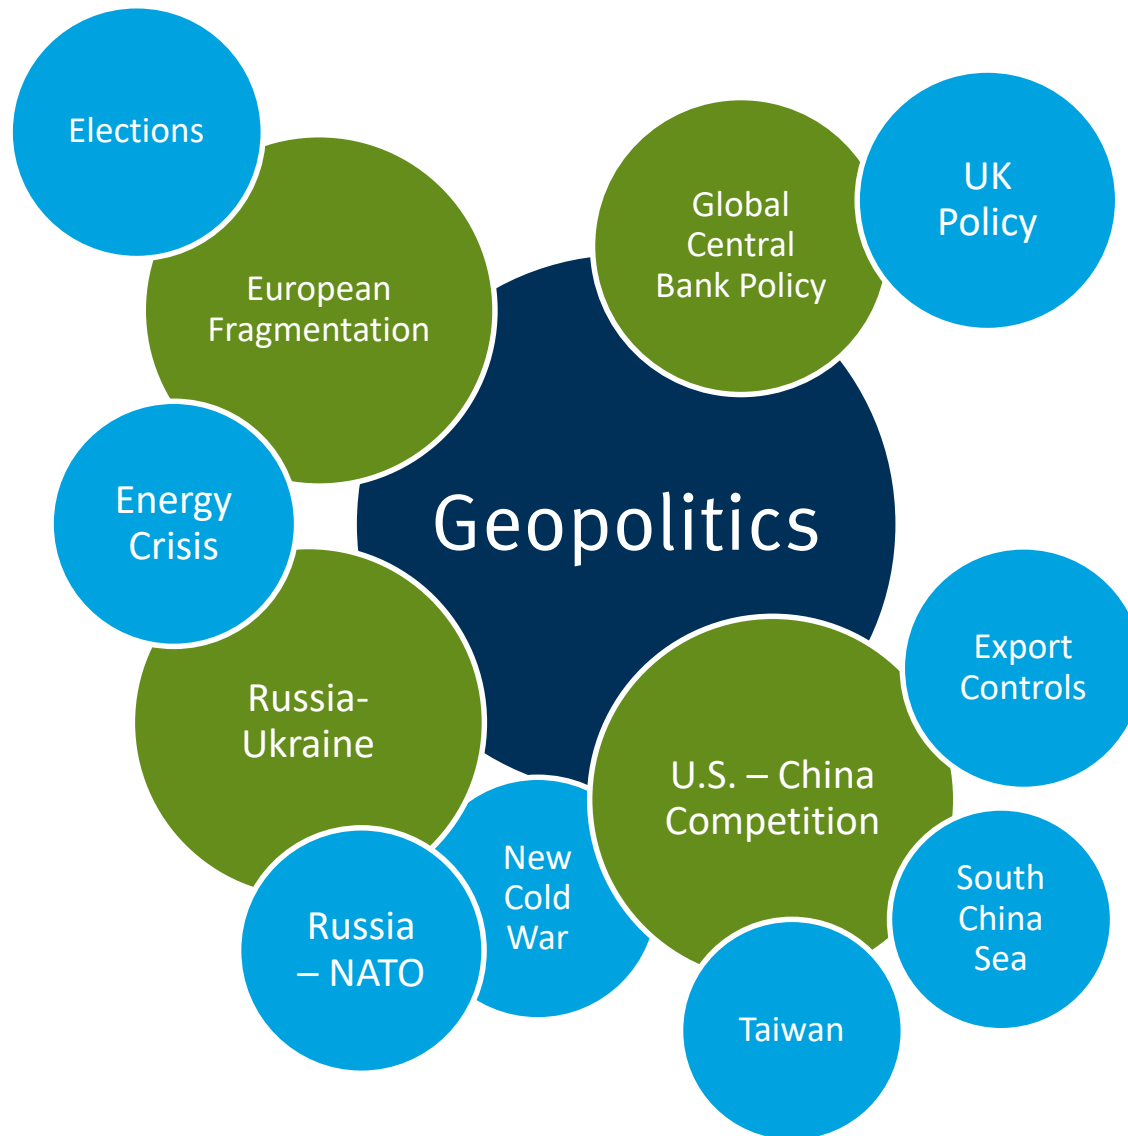 Elections
European
Fragmentation
Global
Central
Bank Policy
UK
Policy
Energy
Crisis
Geopolitics
Russia-
Ukraine
U.S. – China
Competition
Export
Controls
New
Cold
War
Russia
– NATO
South
China
Sea
Taiwan